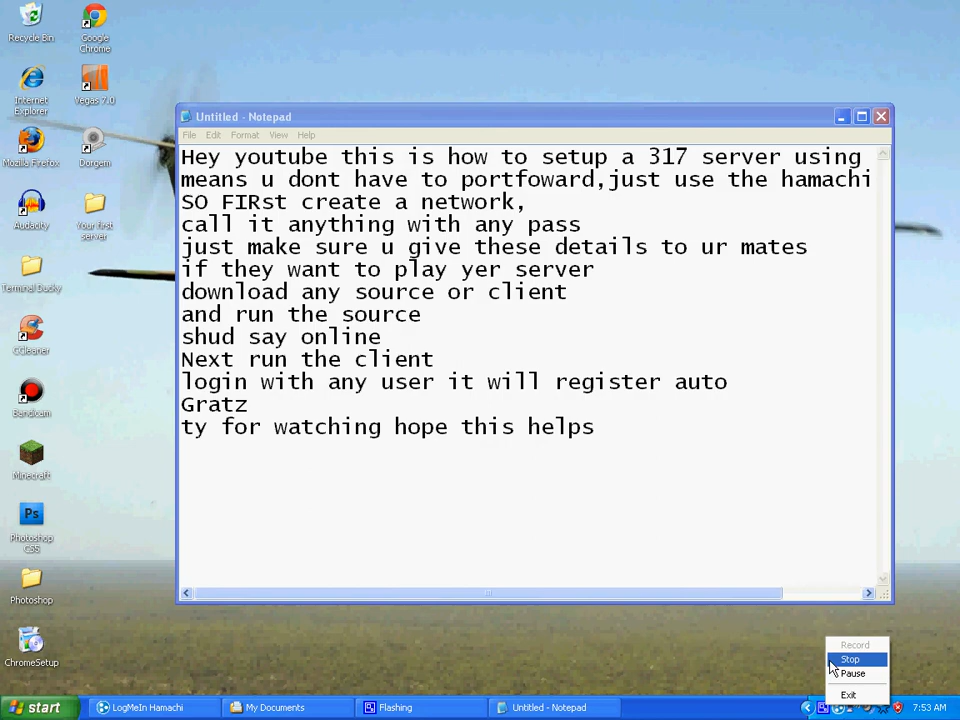 Recycle Bin
Google
Chrome
Internet
Explorer
Vegas 7.0
Mozilla Firefox
Dorgem
Audacity
Your first
server
Terminal Ducky
CCleaner
Bandicam
Minecraft
Ps
Photoshop
CS5
Photoshop
ChromeSetup
Untitled - Notepad
File Edit Format View Help
Hey youtube this is how to setup a 317 server using
means u dont have to portfoward,just use the hamachi
SO FIRst create a network,
call it anything with any pass
just make sure u give these details to ur mates
if they want to play yer server
download any source or client
and run the source
shud say online
Next run the client
login with any user it will register auto
Gratz
ty for watching hope this helps
Record
Stop
Pause
Exit
start
LogMeIn Hamachi
My Documents
Flashing
Untitled - Notepad
7:53 AM